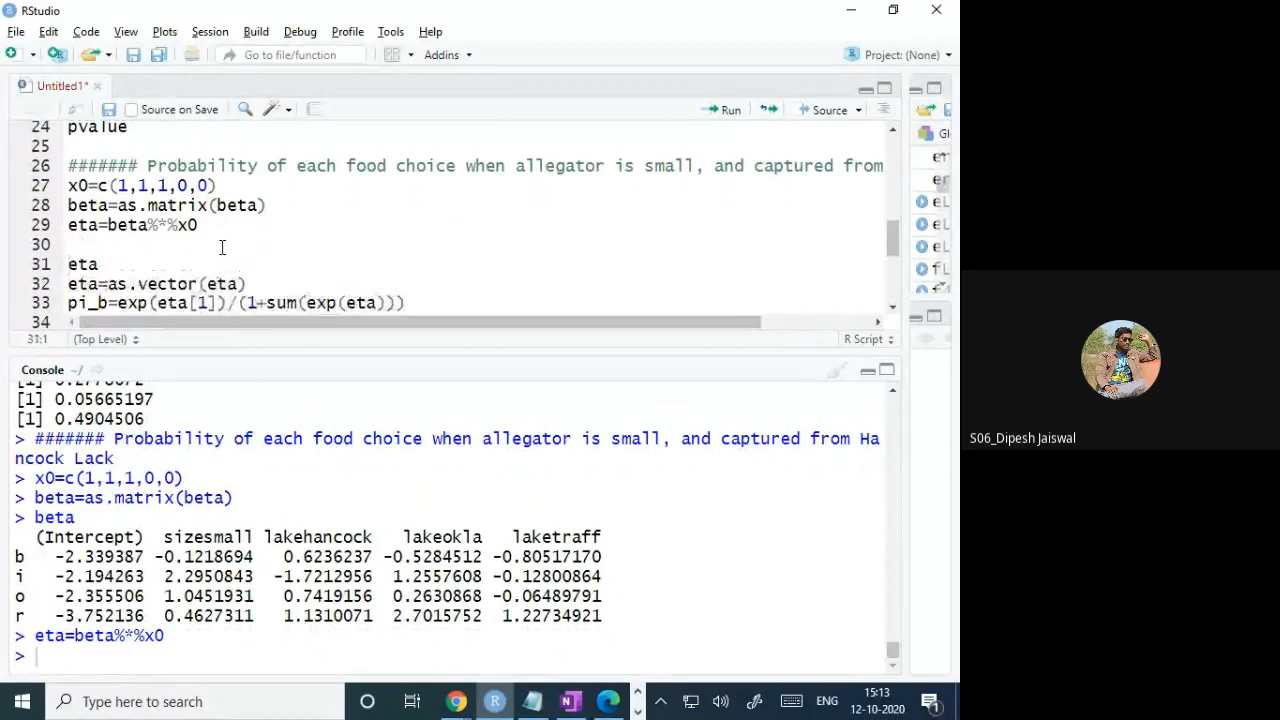 RStudio
File Edit Code View Plots Session Build Debug Profile Tools Help
Go to file/function Addins Project: (None)
Untitled1*
Source on Save Run Source
24 pvalue
25
26 ####### Probability of each food choice when allegator is small, and captured from
27 x0=c(1,1,1,0,0)
28 beta=as.matrix(beta)
29 eta=beta%*%x0
30
31 eta
32 eta=as.vector(eta)
33 pi_b=exp(eta[1])/(1+sum(exp(eta)))
34
31:1 (Top Level) R Script
Console ~/
[1] 0.05665197
[1] 0.4904506
> ####### Probability of each food choice when allegator is small, and captured from Ha
ncock Lack
> x0=c(1,1,1,0,0)
> beta=as.matrix(beta)
> beta
(Intercept) sizesmall lakehancock lakeokla laketraff
b -2.339387 -0.1218694 0.6236237 -0.5284512 -0.80517170
i -2.194263 2.2950843 -1.7212956 1.2557608 -0.12800864
o -2.355506 1.0451931 0.7419156 0.2630868 -0.06489791
r -3.752136 0.4627311 1.1310071 2.7015752 1.22734921
> eta=beta%*%x0
>
S06_Dipesh Jaiswal
Type here to search
ENG
15:13
12-10-2020
1